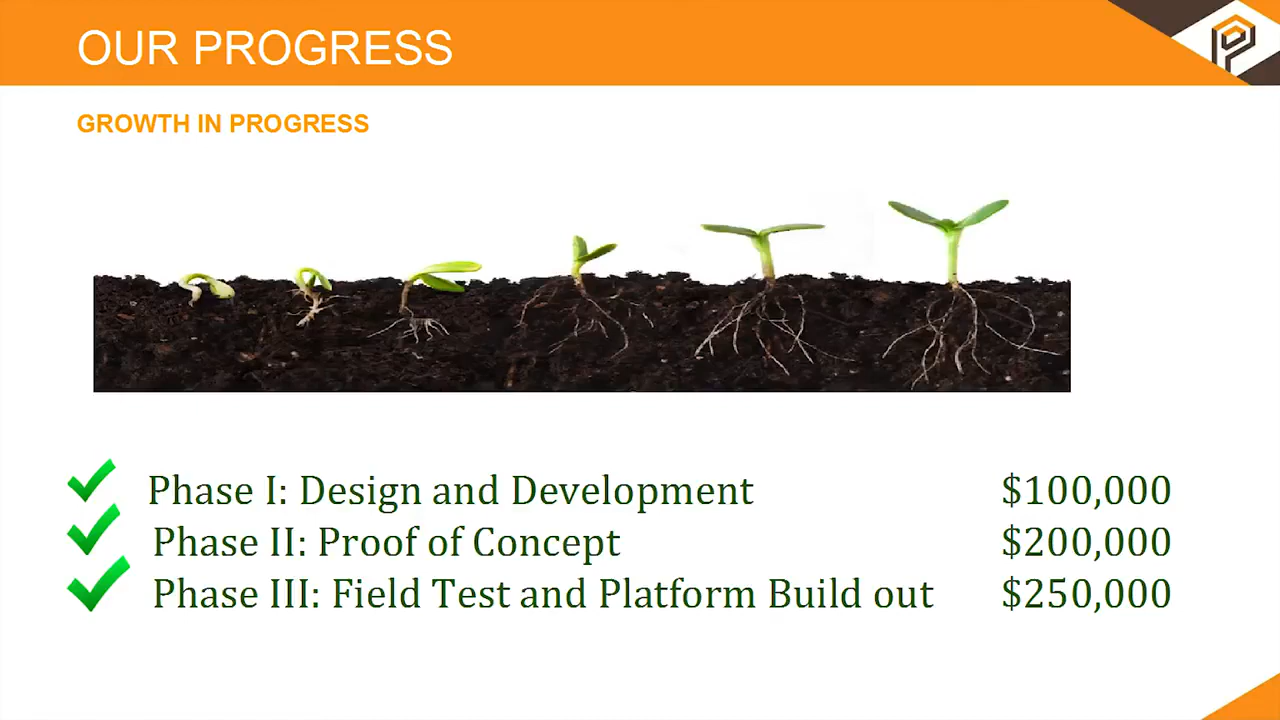 OUR PROGRESS
GROWTH IN PROGRESS
Phase I: Design and Development $100,000
Phase II: Proof of Concept $200,000
Phase III: Field Test and Platform Build out $250,000